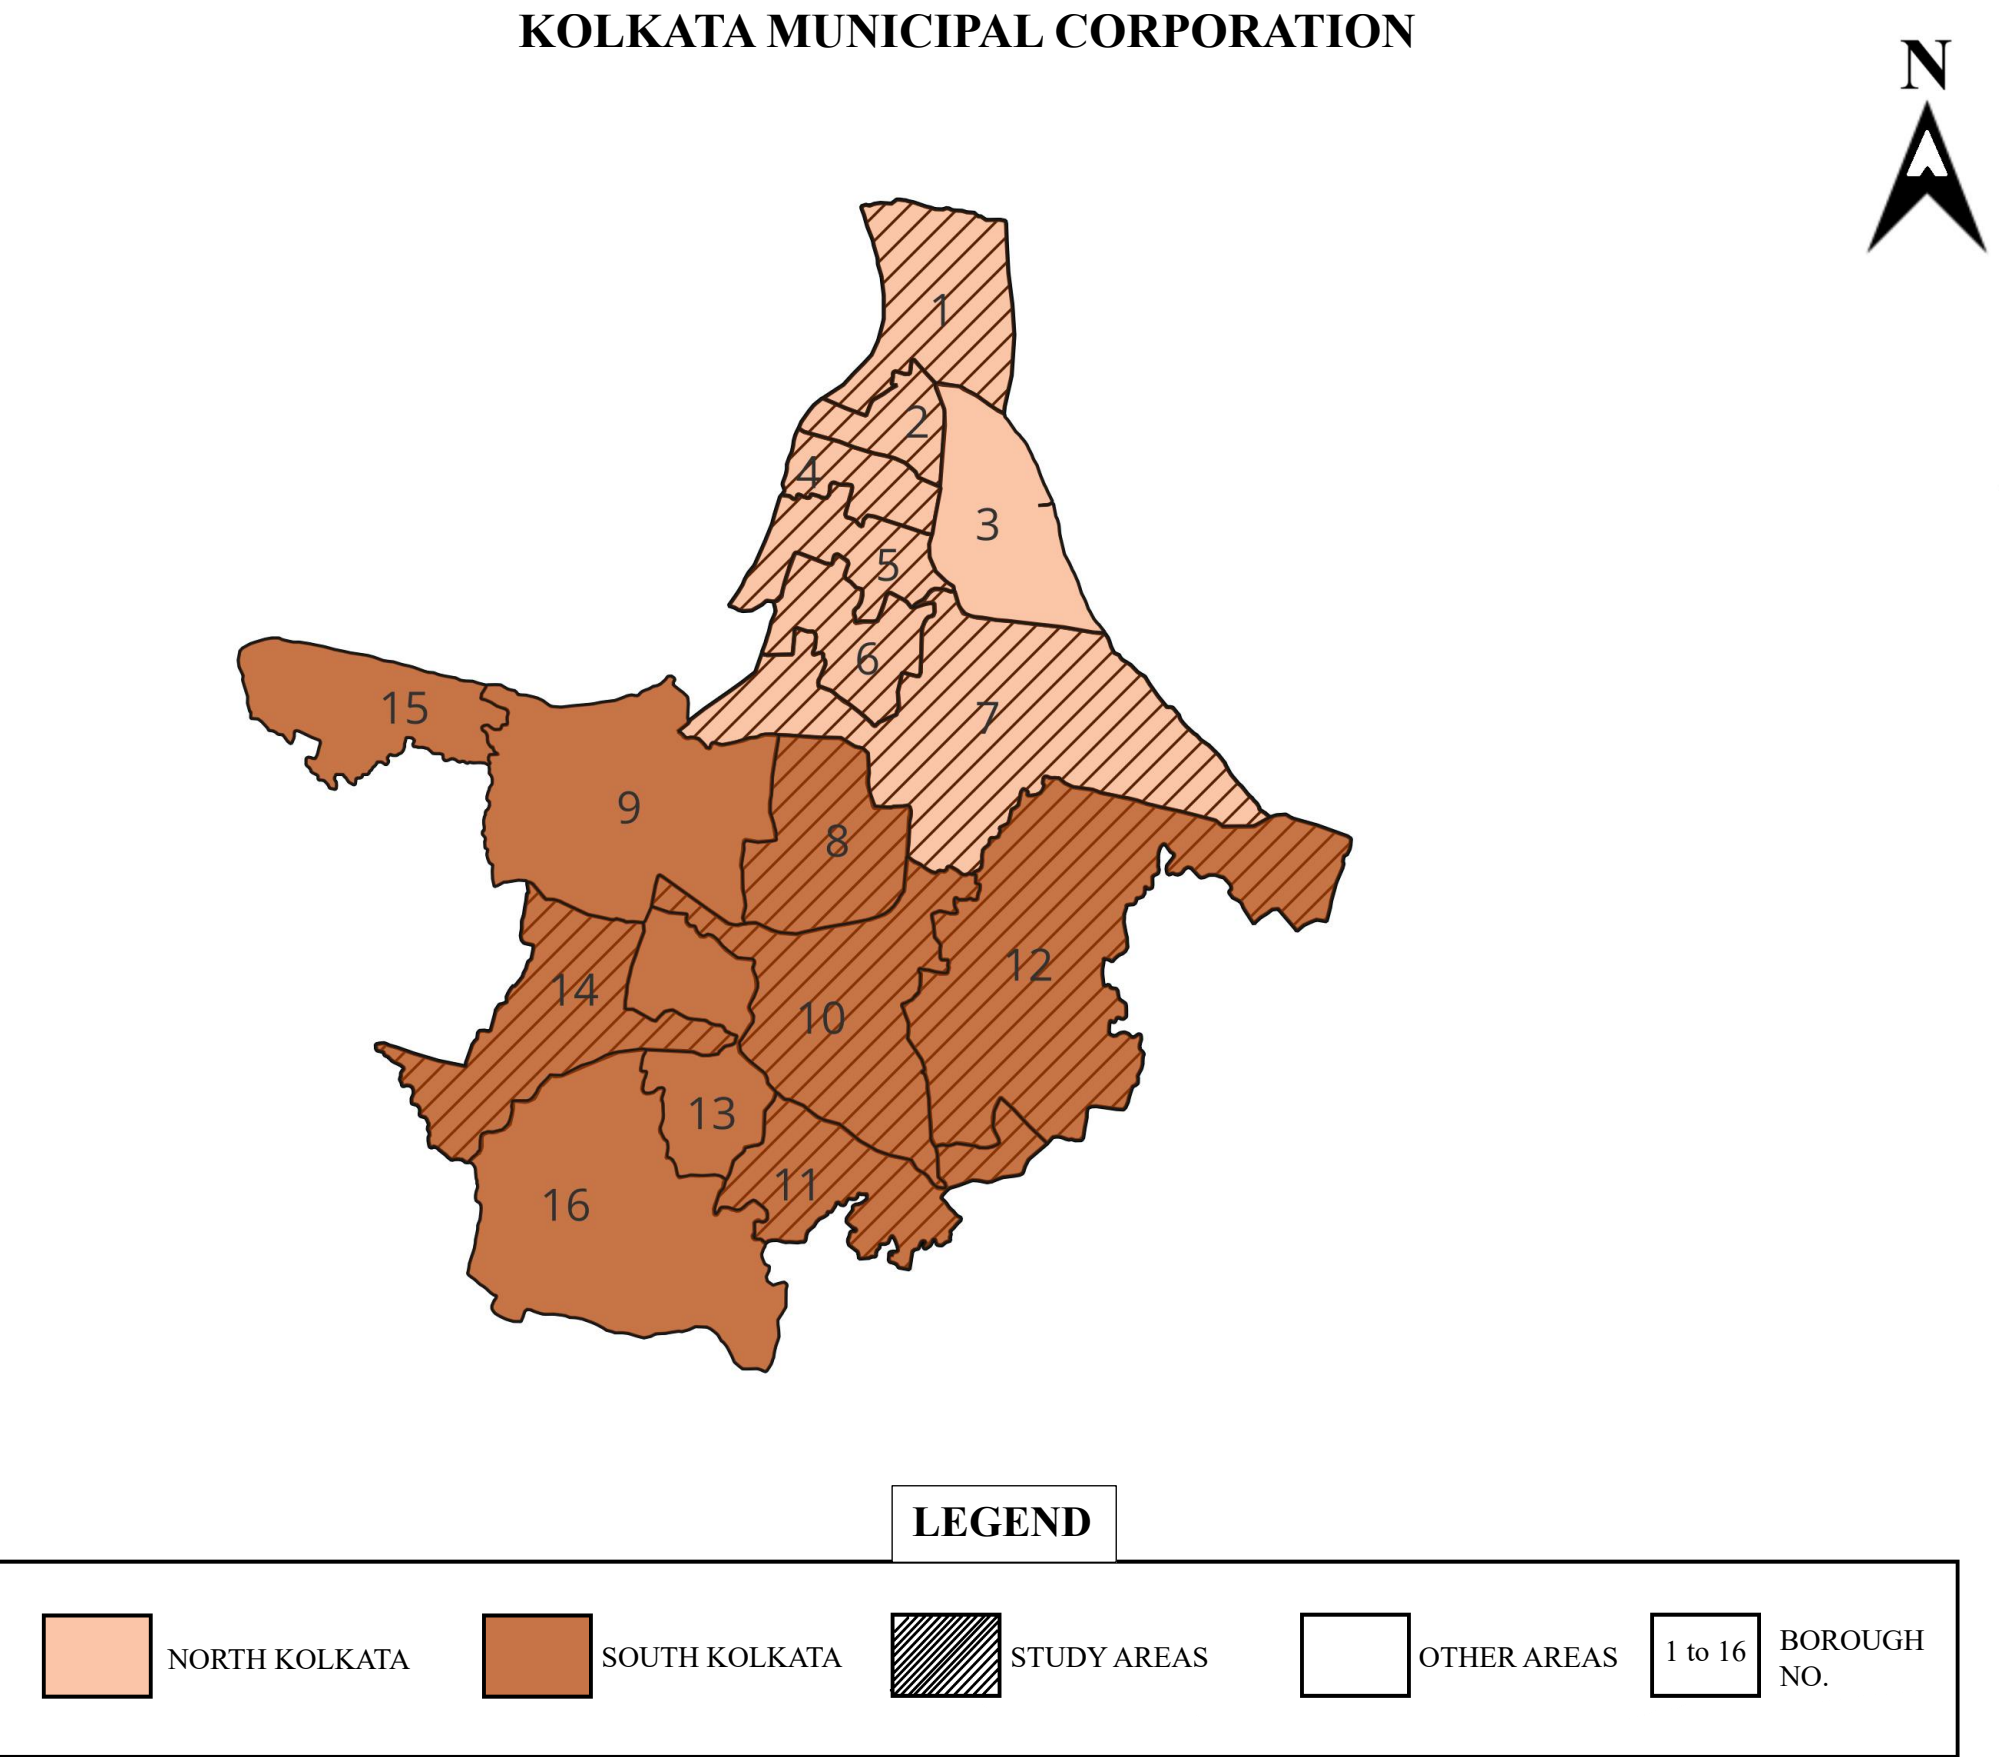 KOLKATA MUNICIPAL CORPORATION
N
1
2
4
3
5
6
15
7
9
8
12
14
10
13
11
16
LEGEND
NORTH KOLKATA
SOUTH KOLKATA
STUDY AREAS
OTHER AREAS
1 to 16
BOROUGH
NO.